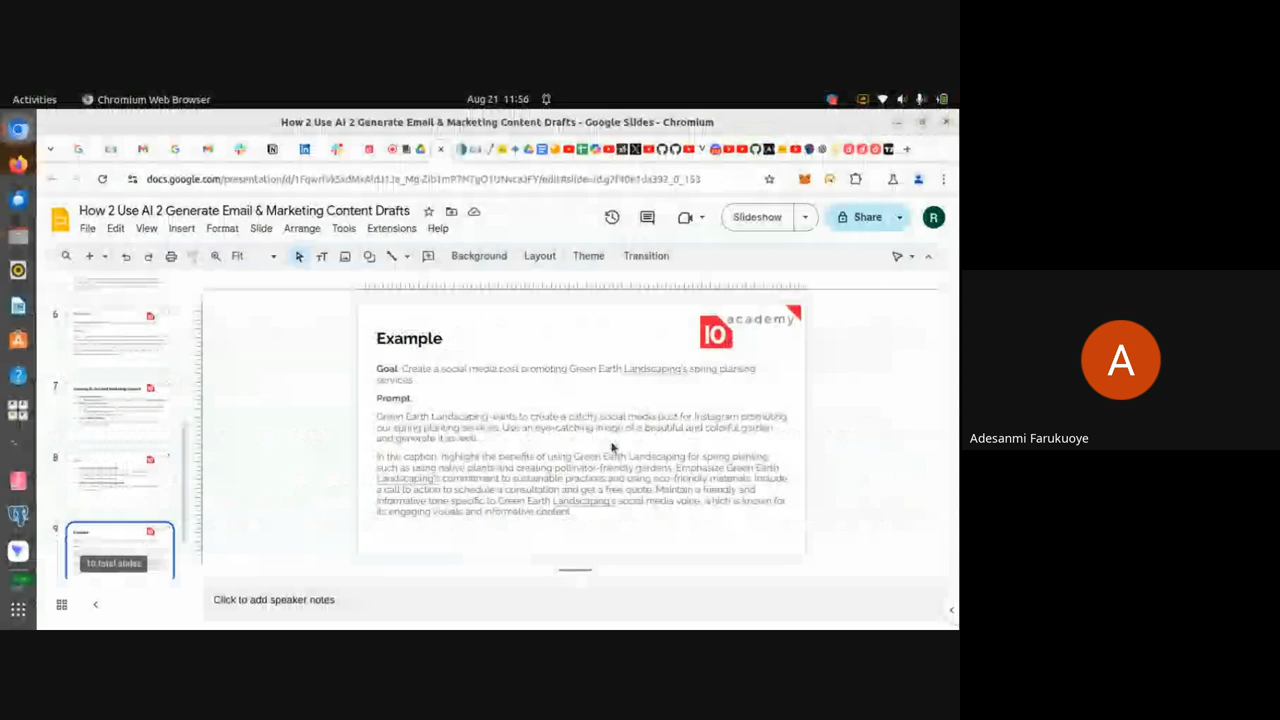 Activities Chromium Web Browser Aug 21 11:56
How 2 Use AI 2 Generate Email & Marketing Content Drafts - Google Slides - Chromium
How 2 Use AI 2 Generate Email & Marketing Content Drafts
File Edit View Insert Format Slide Arrange Tools Extensions Help
Slideshow
Share
R
Fit
Background Layout Theme Transition
6
7
8
9
10 total slides
10 academy
Example
Goal: Create a social media post promoting Green Earth Landscaping's spring planting
services.
Prompt.
Green Earth Landscaping wants to create a catchy social media post for Instagram promoting
our spring planting services. Use an eye-catching image of a beautiful and colorful garden
and generate it as well.
In the caption, highlight the benefits of using Green Earth Landscaping for spring planting,
such as using native plants and creating pollinator-friendly gardens. Emphasize Green Earth
Landscaping's commitment to sustainable practices and using eco-friendly materials. Include
a call to action to schedule a consultation and get a free quote. Maintain a friendly and
informative tone specific to Green Earth Landscaping's social media voice, which is known for
its engaging visuals and informative content.
Click to add speaker notes
A
Adesanmi Farukuoye